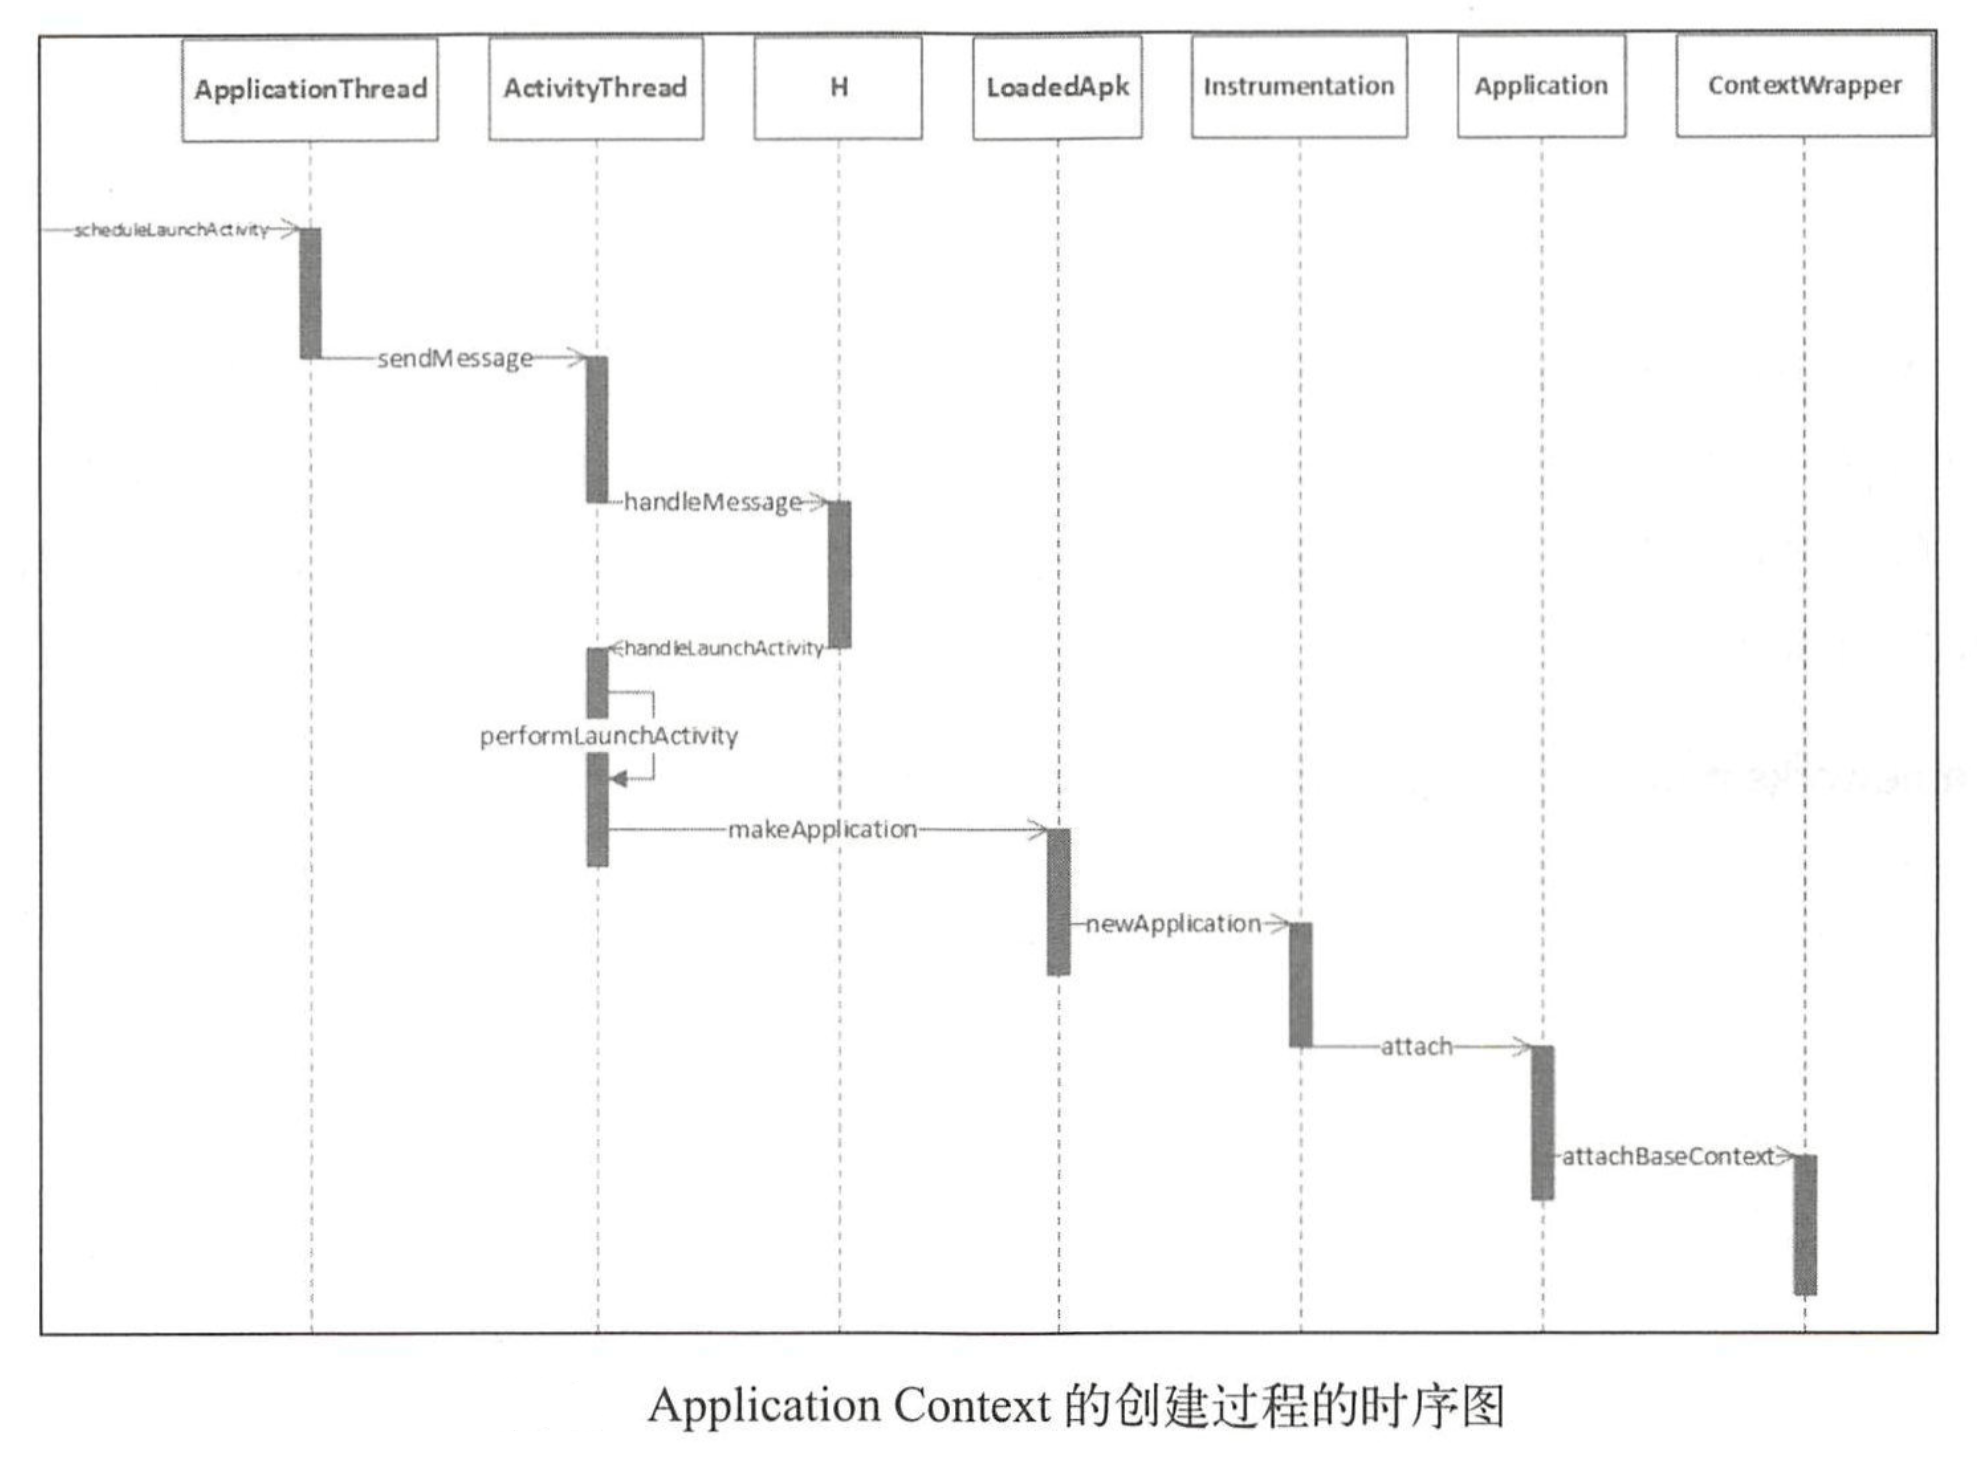 ApplicationThread
ActivityThread
H
LoadedApk
Instrumentation
Application
ContextWrapper
scheduleLaunchActivity
sendMessage
handleMessage
handleLaunchActivity
performLaunchActivity
makeApplication
newApplication
attach
attachBaseContext
Application Context 的创建过程的时序图